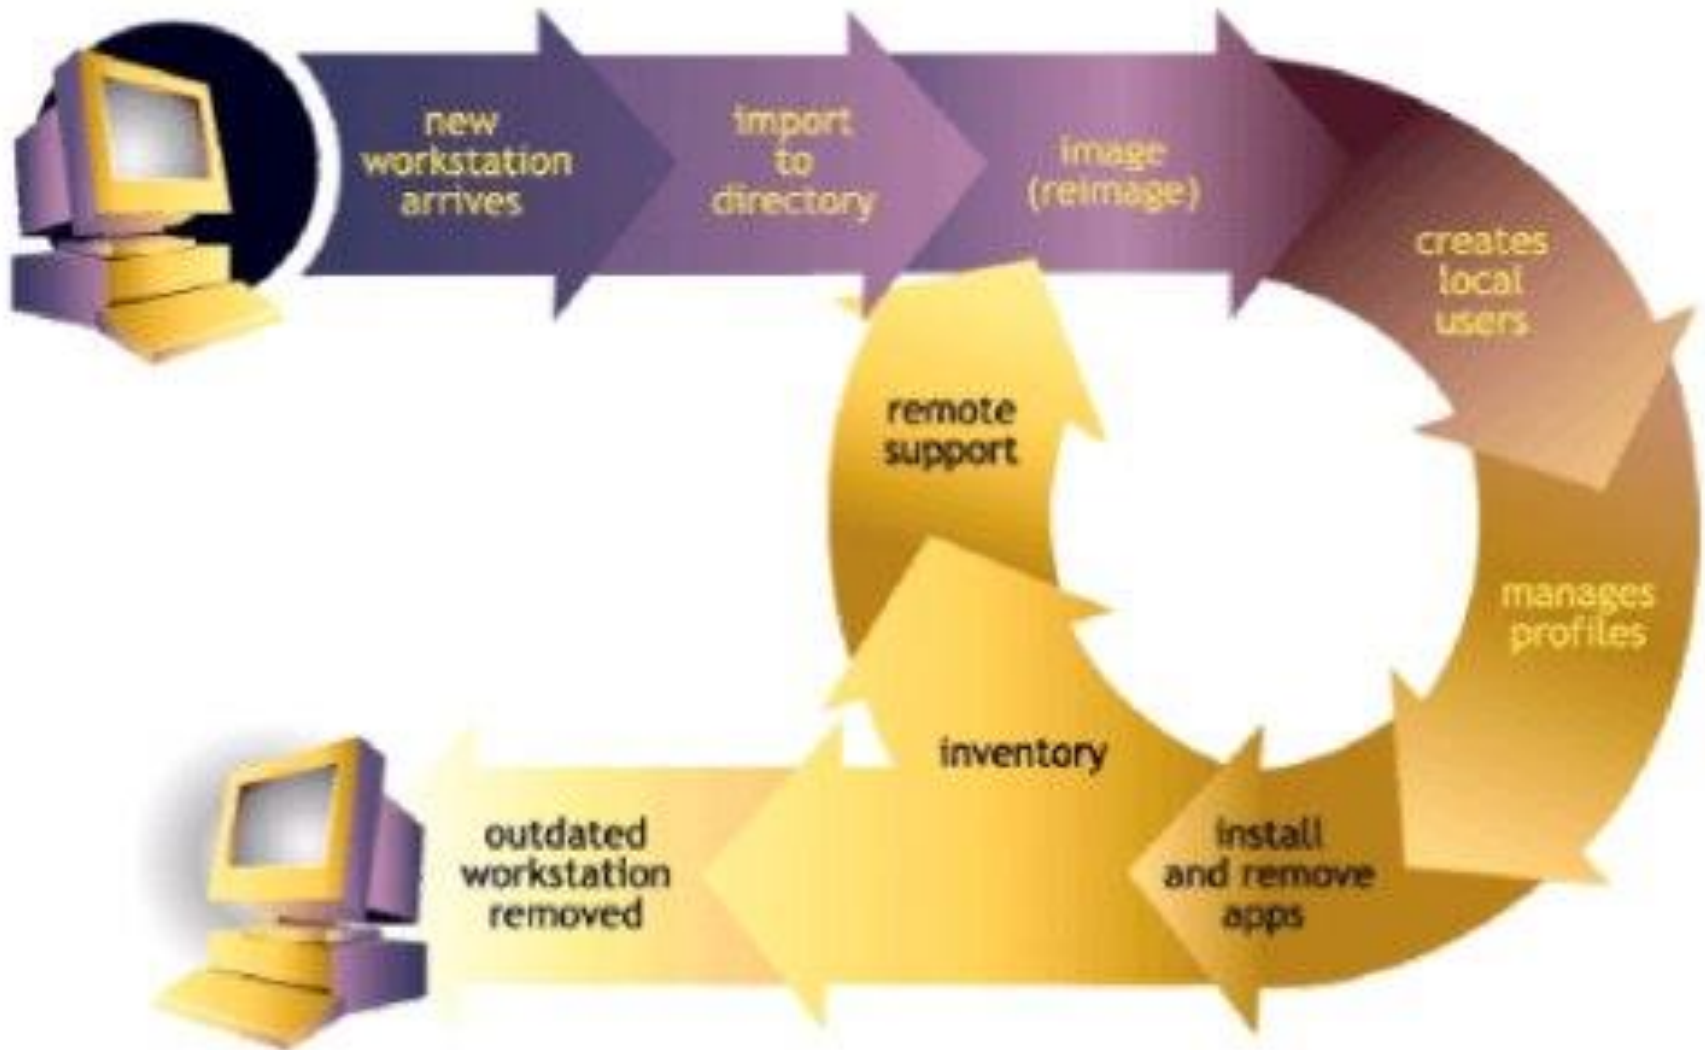 new
workstation
arrives
import
to
directory
image
(reimage)
creates
local
users
manages
profiles
install
and remove
apps
inventory
remote
support
outdated
workstation
removed